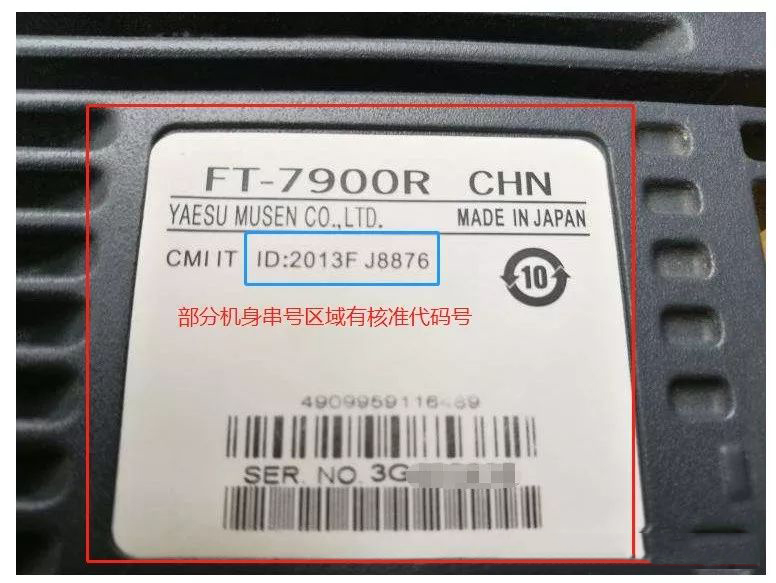 FT-7900R CHN
YAESU MUSEN CO.,LTD. MADE IN JAPAN
CMI IT ID:2013F J8876
10
部分机身串号区域有核准代码号
SER. NO. 3G